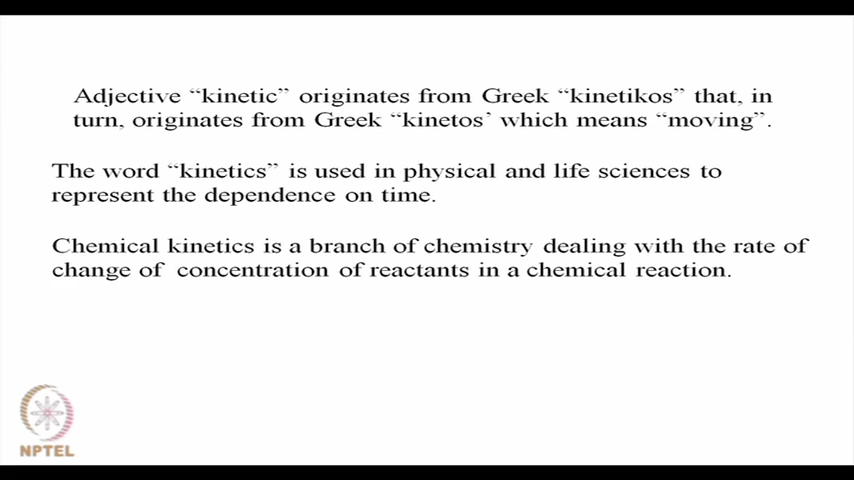 Adjective “kinetic” originates from Greek “kinetikos” that, in
turn, originates from Greek “kinetos’ which means “moving”.
The word “kinetics” is used in physical and life sciences to
represent the dependence on time.
Chemical kinetics is a branch of chemistry dealing with the rate of
change of concentration of reactants in a chemical reaction.
NPTEL